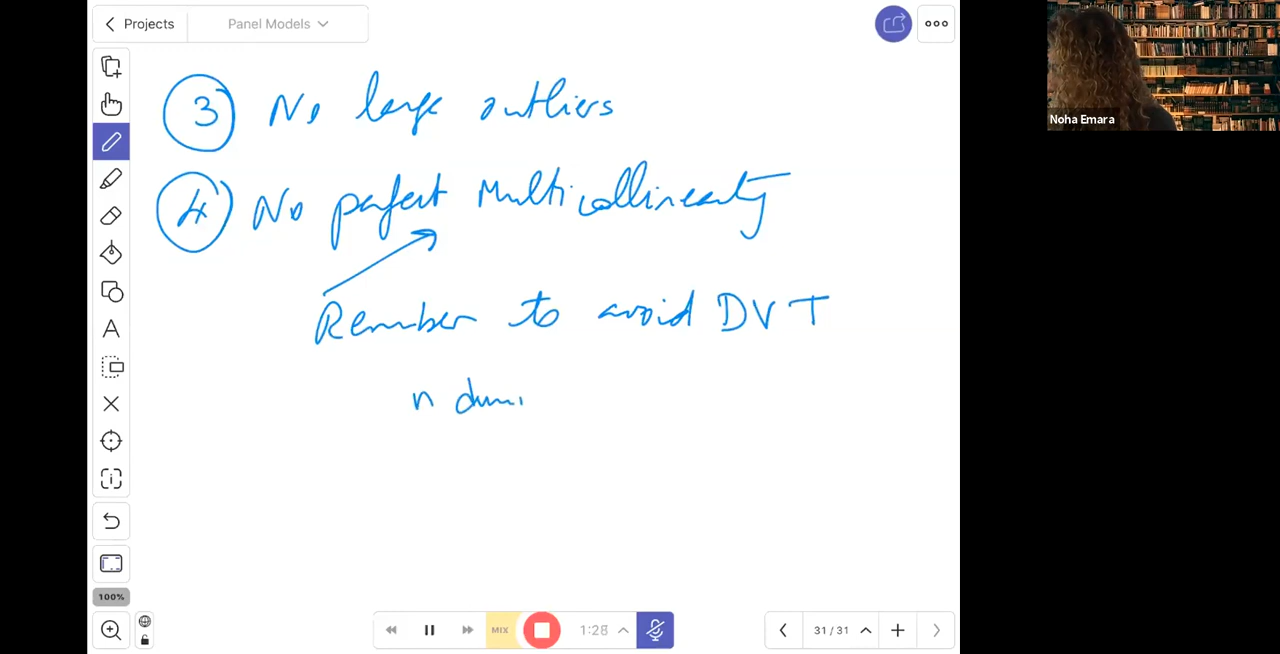 Projects
Panel Models
3 No large outliers
4 No perfect Multicollinearity
Remember to avoid DVT
n dum
A
100%
MIX
1:28
31/31
Noha Emara